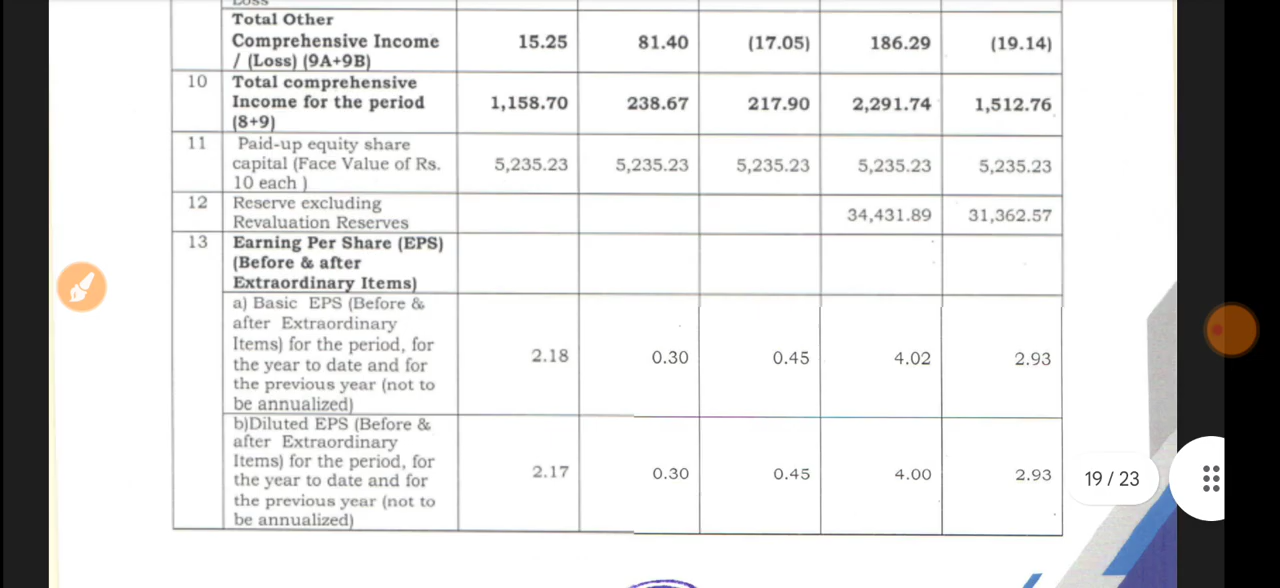 Loss
Total Other
Comprehensive Income
/ (Loss) (9A+9B)
15.25 81.40 (17.05) 186.29 (19.14)
10 Total comprehensive
Income for the period
(8+9)
1,158.70 238.67 217.90 2,291.74 1,512.76
11 Paid-up equity share
capital (Face Value of Rs.
10 each )
5,235.23 5,235.23 5,235.23 5,235.23 5,235.23
12 Reserve excluding
Revaluation Reserves
34,431.89 31,362.57
13 Earning Per Share (EPS)
(Before & after
Extraordinary Items)
a) Basic EPS (Before &
after Extraordinary
Items) for the period, for
the year to date and for
the previous year (not to
be annualized)
2.18 0.30 0.45 4.02 2.93
b)Diluted EPS (Before &
after Extraordinary
Items) for the period, for
the year to date and for
the previous year (not to
be annualized)
2.17 0.30 0.45 4.00 2.93
19 / 23